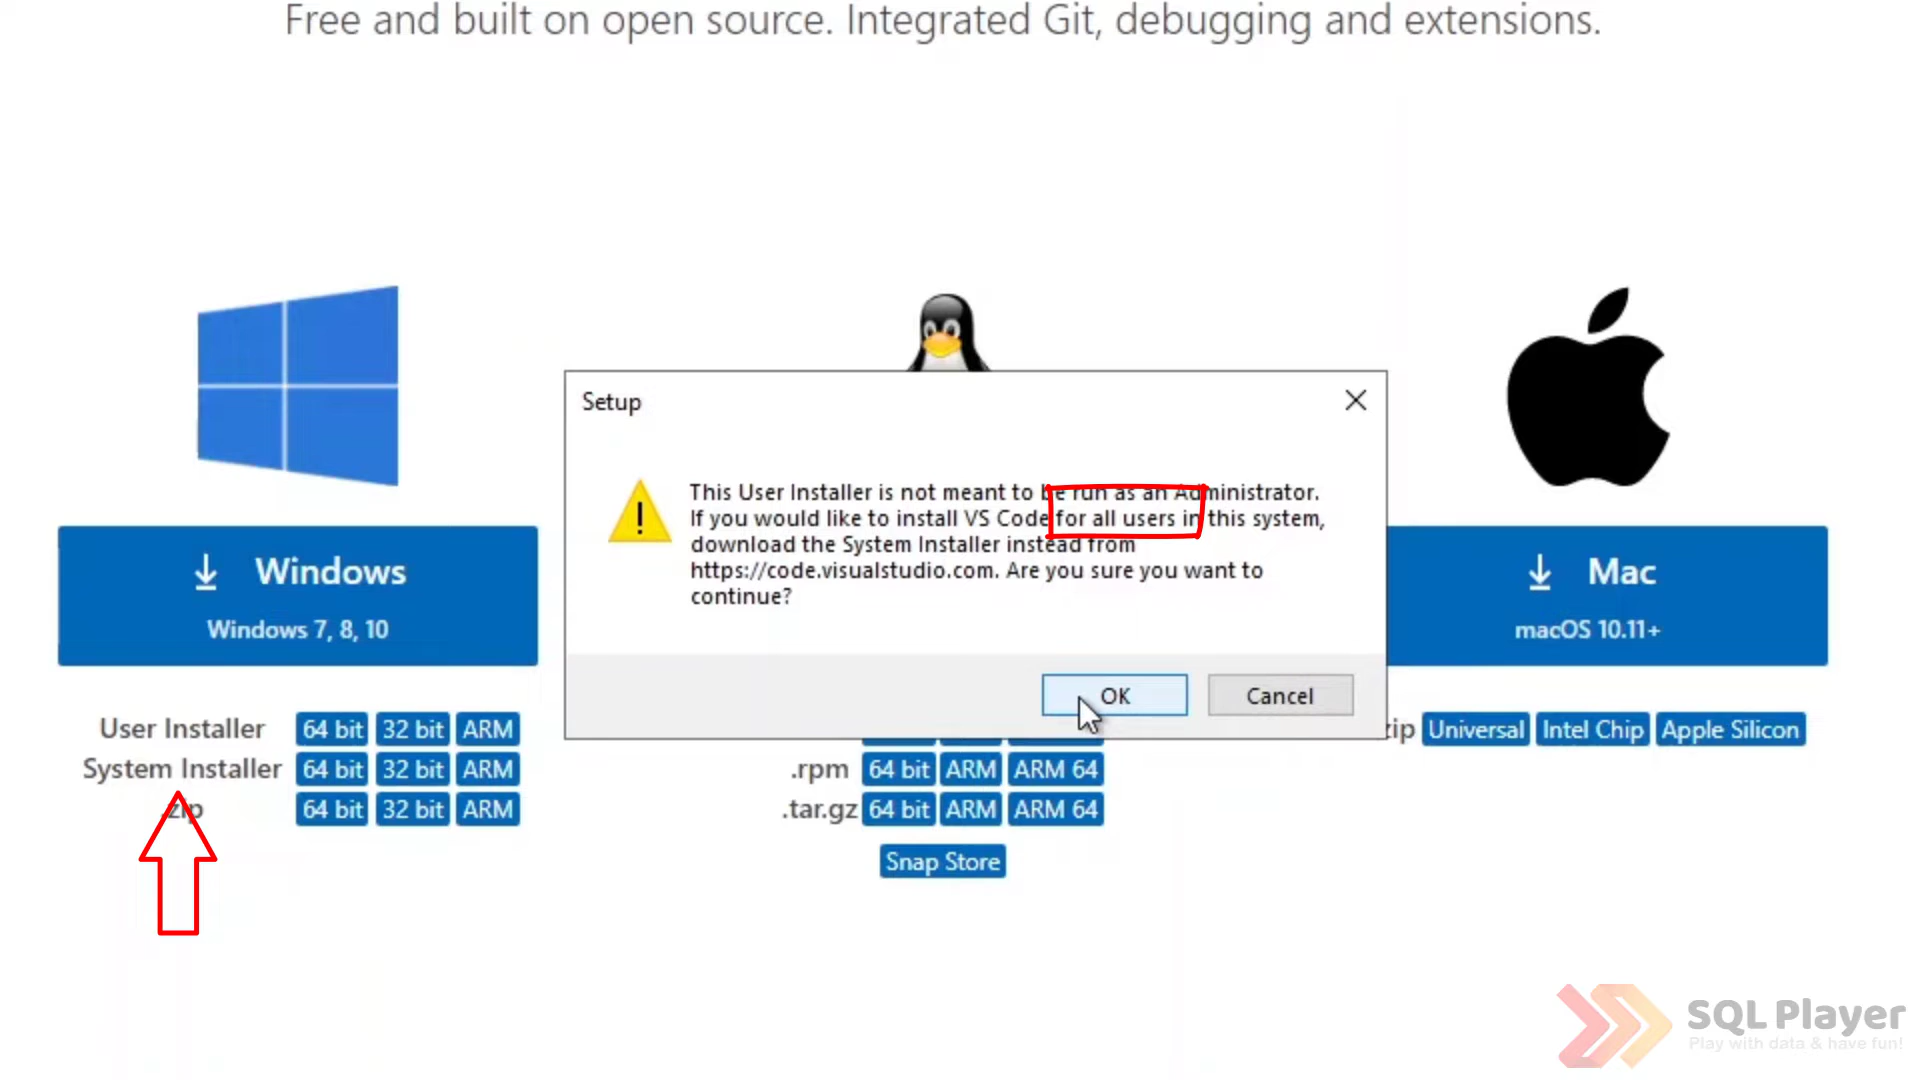 Free and built on open source. Integrated Git, debugging and extensions.
Setup
This User Installer is not meant to be run as an Administrator.
If you would like to install VS Code for all users in this system,
download the System Installer instead from
https://code.visualstudio.com. Are you sure you want to
continue?
OK
Cancel
Windows
Windows 7, 8, 10
User Installer 64 bit 32 bit ARM
System Installer 64 bit 32 bit ARM
.zip 64 bit 32 bit ARM
.rpm 64 bit ARM ARM 64
.tar.gz 64 bit ARM ARM 64
Snap Store
Mac
macOS 10.11+
zip Universal Intel Chip Apple Silicon
SQL Player
Play with data & have fun!